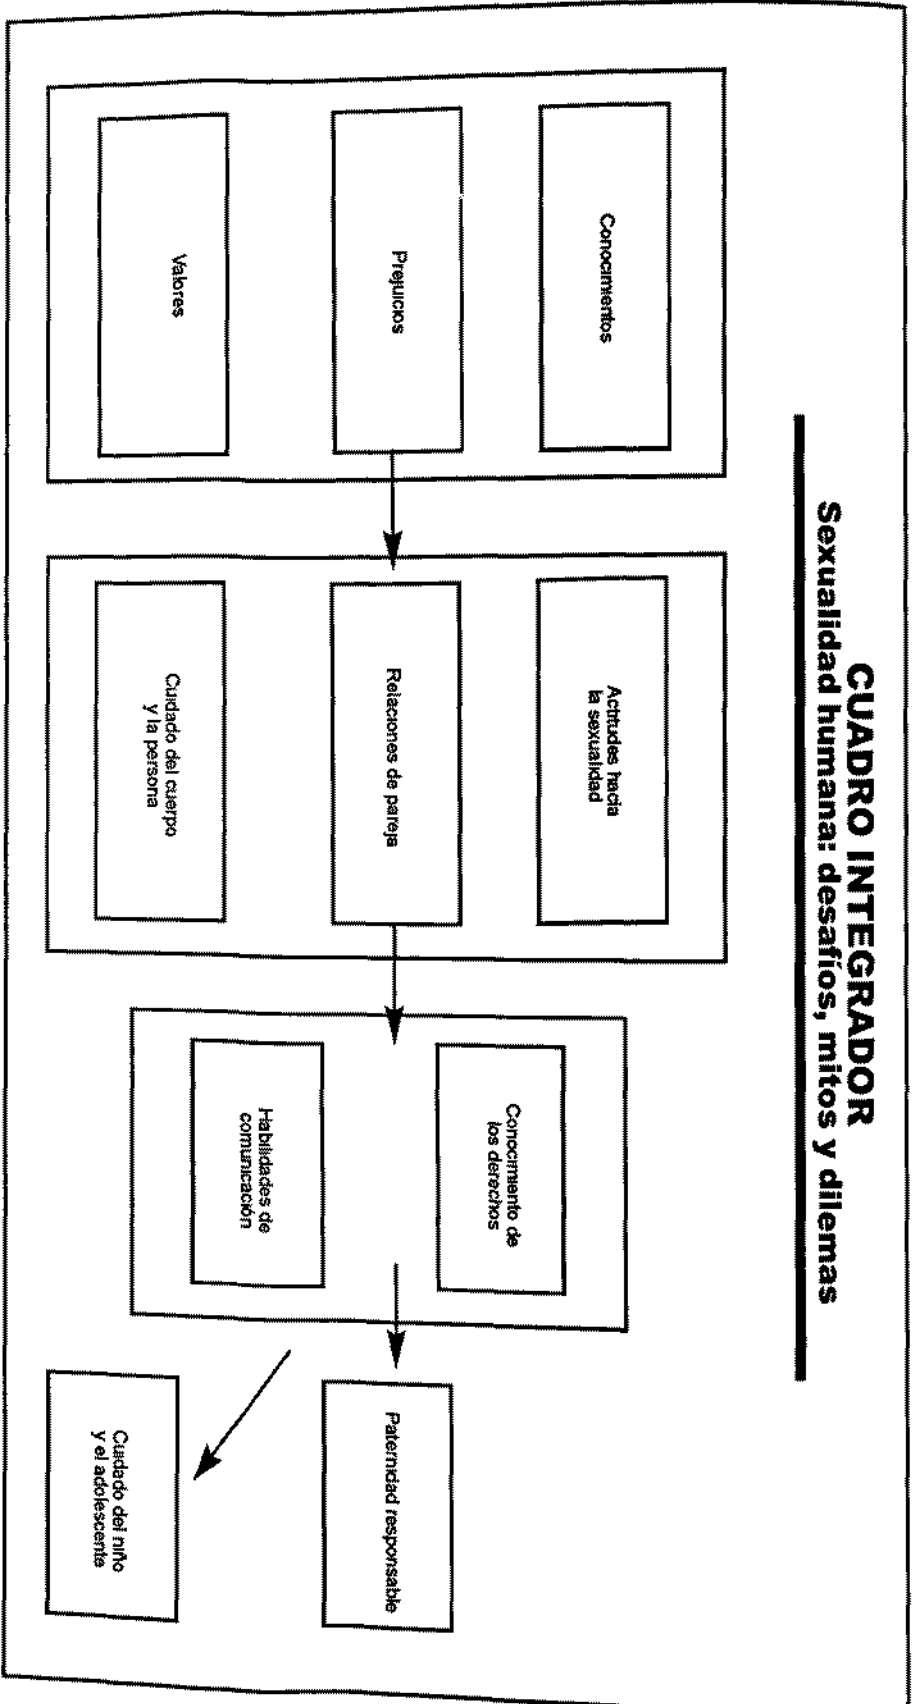 CUADRO INTEGRADOR
Sexualidad humana: desafíos, mitos y dilemas
Conocimientos
Prejuicios
Valores
Actitudes hacia
la sexualidad
Relaciones de pareja
Cuidado del cuerpo
y la persona
Conocimiento de
los derechos
Habilidades de
comunicación
Paternidad responsable
Cuidado del niño
y el adolescente